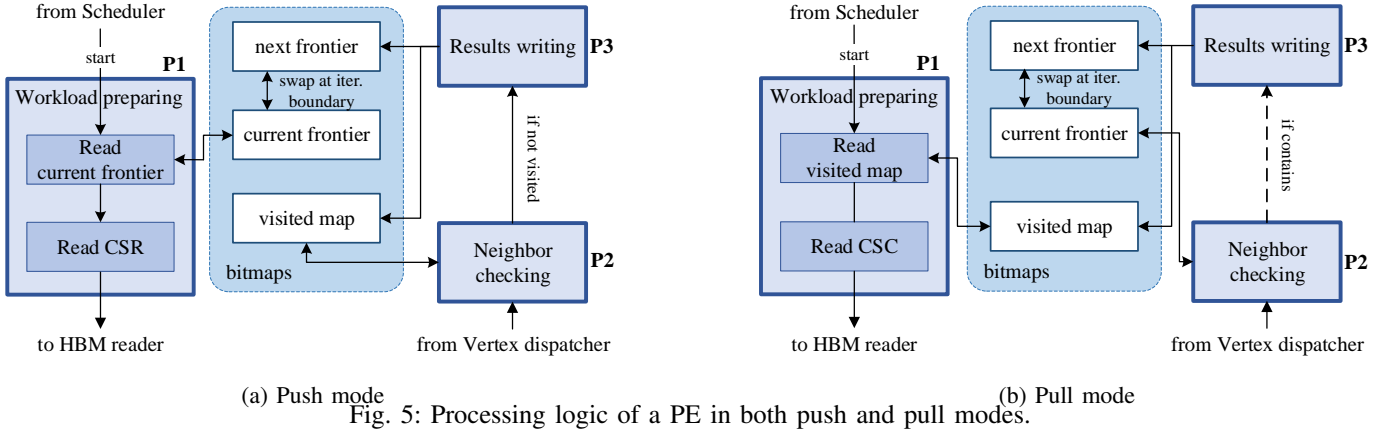 from Scheduler
start
P1
Workload preparing
Read
current frontier
Read CSR
to HBM reader
next frontier
swap at iter.
boundary
current frontier
visited map
bitmaps
Results writing
P3
if not visited
Neighbor
checking
P2
from Vertex dispatcher
(a) Push mode
from Scheduler
start
P1
Workload preparing
Read
visited map
Read CSC
to HBM reader
next frontier
swap at iter.
boundary
current frontier
visited map
bitmaps
Results writing
P3
if contains
Neighbor
checking
P2
from Vertex dispatcher
(b) Pull mode
Fig. 5: Processing logic of a PE in both push and pull modes.